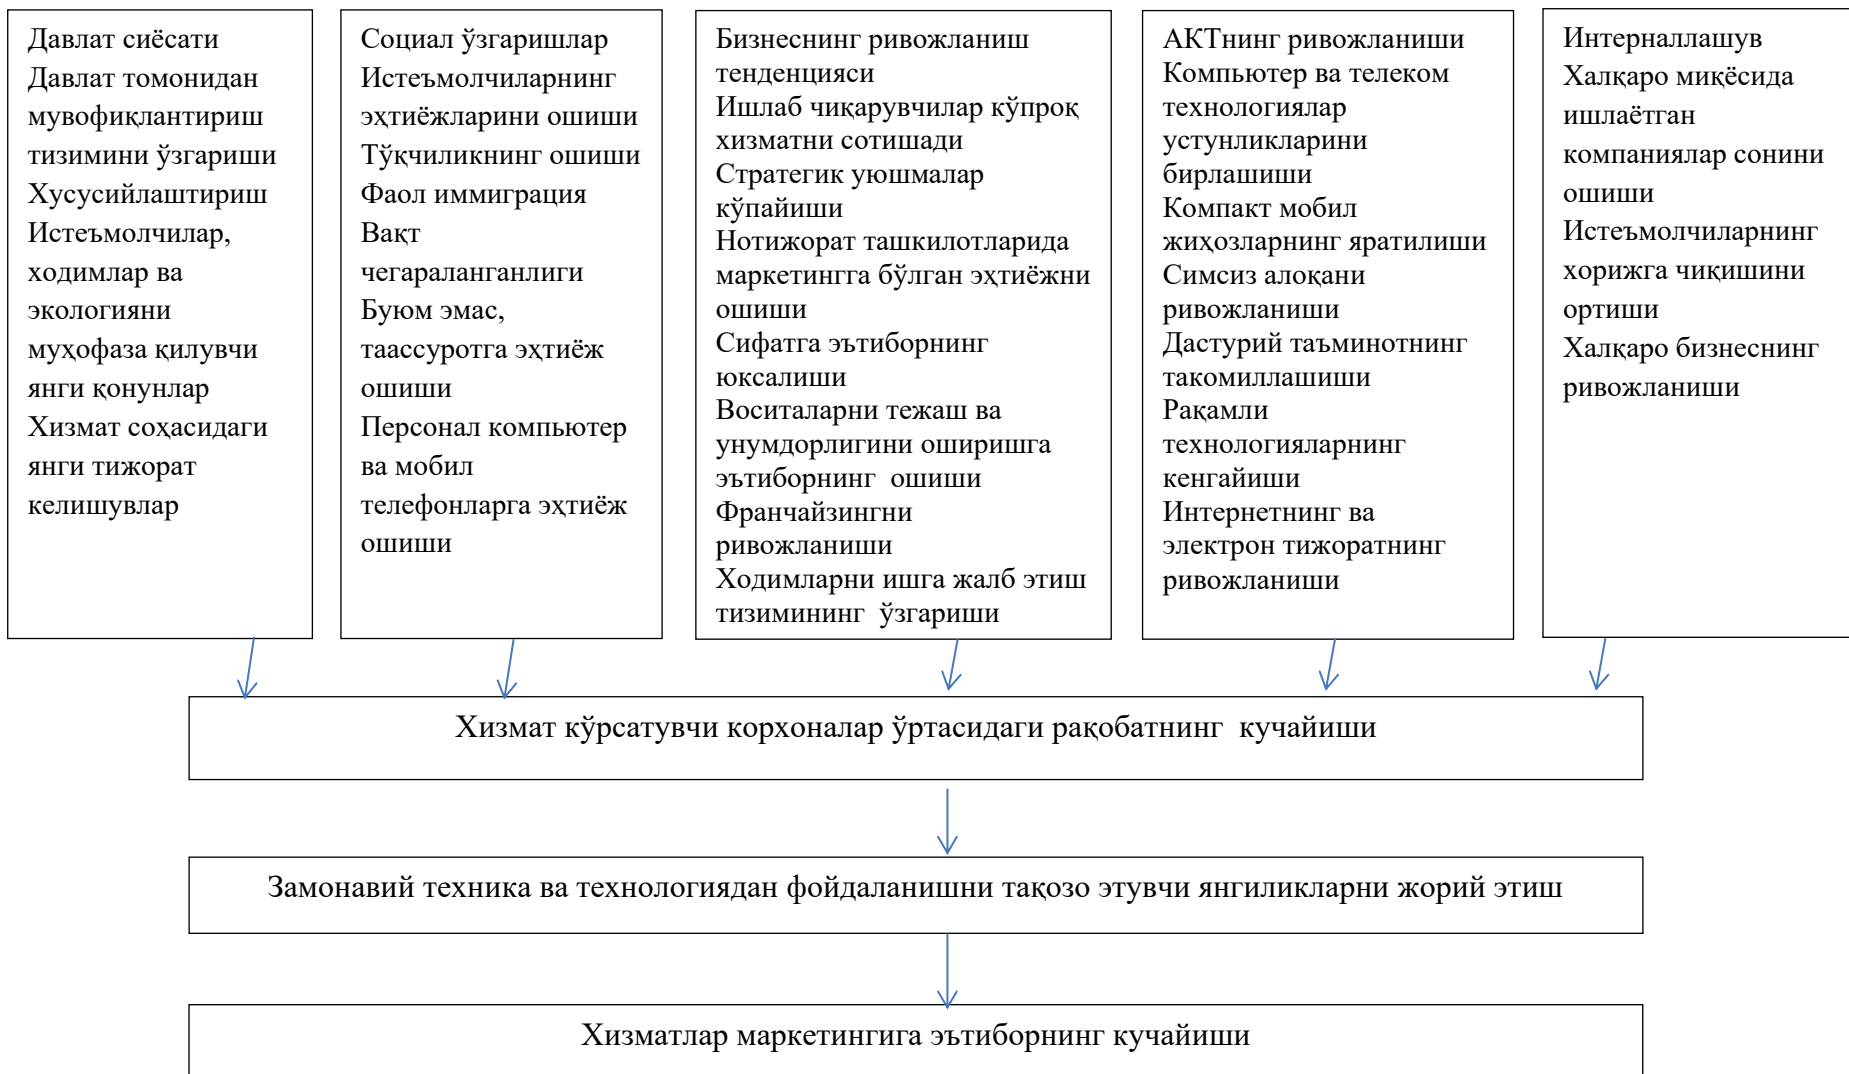 Давлат сиёсати
Давлат томонидан
мувофиқлантириш
тизимини ўзгариши
Хусусийлаштириш
Истеъмолчилар,
ходимлар ва
экологияни
муҳофаза қилувчи
янги қонунлар
Хизмат соҳасидаги
янги тижорат
келишувлар
Социал ўзгаришлар
Истеъмолчиларнинг
эҳтиёжларини ошиши
Тўқчиликнинг ошиши
Фаол иммиграция
Вақт
чегараланганлиги
Буюм эмас,
таассуротга эҳтиёж
ошиши
Персонал компьютер
ва мобил
телефонларга эҳтиёж
ошиши
Бизнеснинг ривожланиш
тенденцияси
Ишлаб чиқарувчилар кўпроқ
хизматни сотишади
Стратегик уюшмалар
кўпайиши
Нотижорат ташкилотларида
маркетингга бўлган эҳтиёжни
ошиши
Сифатга эътиборнинг
юксалиши
Воситаларни тежаш ва
унумдорлигини оширишга
эътиборнинг  ошиши
Франчайзингни
ривожланиши
Ходимларни ишга жалб этиш
тизимининг  ўзгариши
АКТнинг ривожланиши
Компьютер ва телеком
технологиялар
устунликларини
бирлашиши
Компакт мобил
жиҳозларнинг яратилиши
Симсиз алоқани
ривожланиши
Дастурий таъминотнинг
такомиллашиши
Рақамли
технологияларнинг
кенгайиши
Интернетнинг ва
электрон тижоратнинг
ривожланиши
Интерналлашув
Халқаро миқёсида
ишлаётган
компаниялар сонини
ошиши
Истеъмолчиларнинг
хорижга чиқишини
ортиши
Халқаро бизнеснинг
ривожланиши
Хизмат кўрсатувчи корхоналар ўртасидаги рақобатнинг  кучайиши
Замонавий техника ва технологиядан фойдаланишни тақозо этувчи янгиликларни жорий этиш
Хизматлар маркетингига эътиборнинг кучайиши